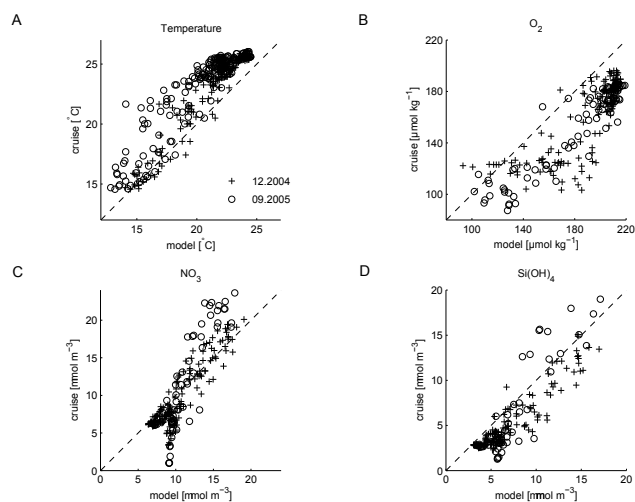 A
Temperature
cruise [°C]
25
20
15
15
20
25
model [°C]
+ 12.2004
○ 09.2005
B
O₂
cruise [µmol kg⁻¹]
220
180
140
100
100
140
180
220
model [µmol kg⁻¹]
C
NO₃
cruise [mmol m⁻³]
20
15
10
5
0
0
5
10
15
20
model [mmol m⁻³]
D
Si(OH)₄
cruise [mmol m⁻³]
20
15
10
5
0
0
5
10
15
20
model [mmol m⁻³]